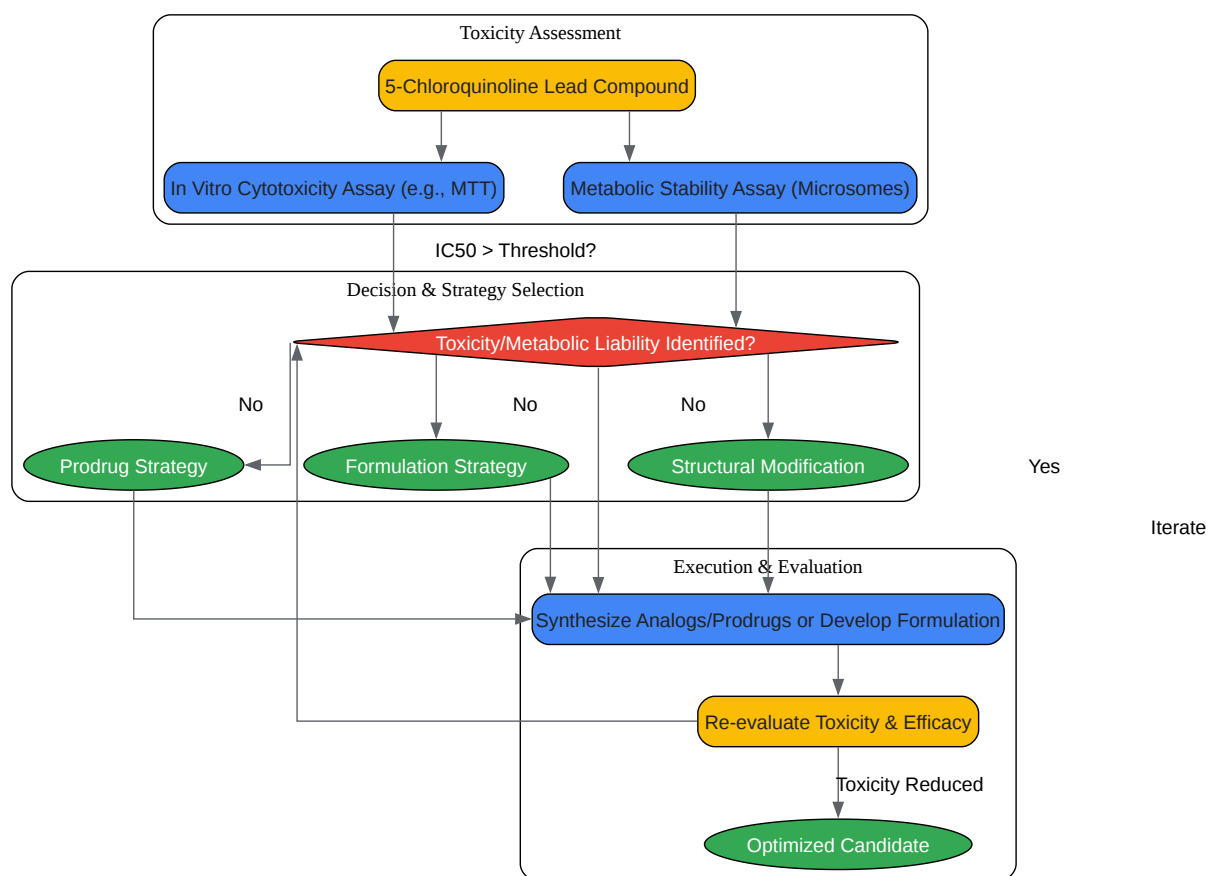 Toxicity Assessment
5-Chloroquinoline Lead Compound
In Vitro Cytotoxicity Assay (e.g., MTT)
Metabolic Stability Assay (Microsomes)
IC50 > Threshold?
Decision & Strategy Selection
Toxicity/Metabolic Liability Identified?
No
No
No
Prodrug Strategy
Formulation Strategy
Structural Modification
Yes
Iterate
Execution & Evaluation
Synthesize Analogs/Prodrugs or Develop Formulation
Re-evaluate Toxicity & Efficacy
Toxicity Reduced
Optimized Candidate